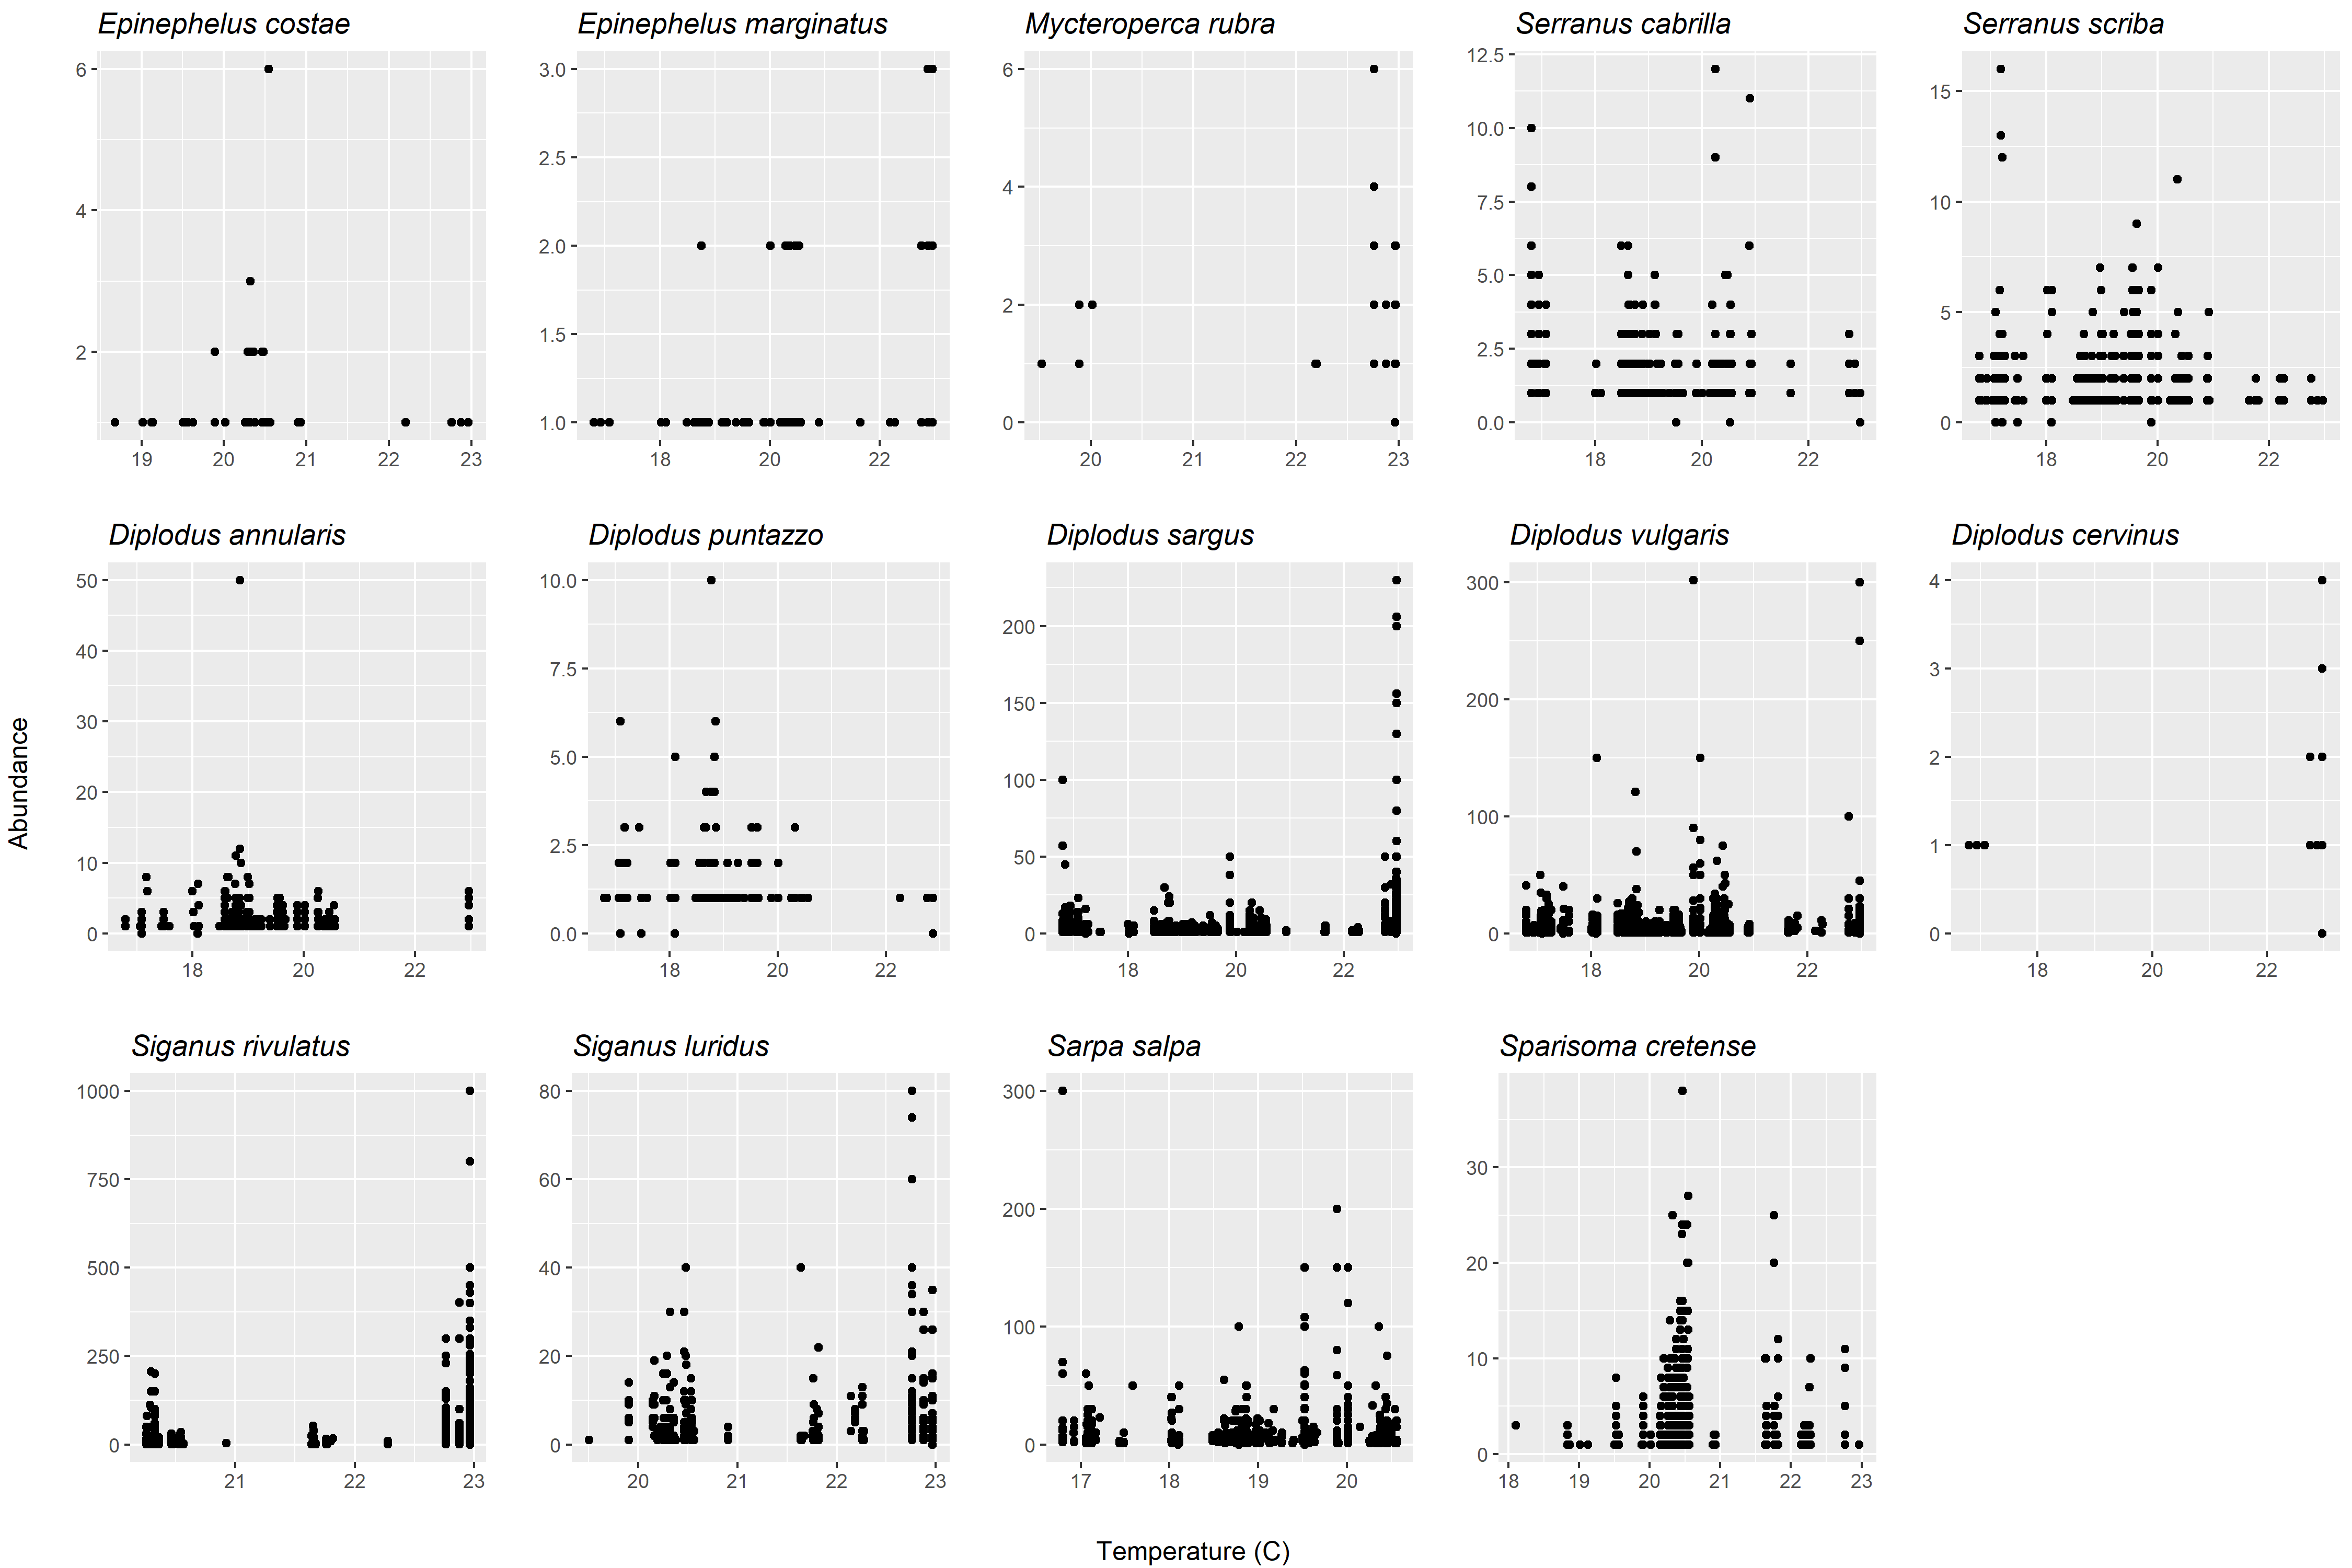 Epinephelus costae Epinephelus marginatus Mycteroperca rubra Serranus cabrilla Serranus scriba
6 4 2
19 20 21 22 23
3.0 2.5 2.0 1.5 1.0
18 20 22
6 4 2 0
20 21 22 23
12.5 10.0 7.5 5.0 2.5 0.0
18 20 22
15 10 5 0
18 20 22
Diplodus annularis Diplodus puntazzo Diplodus sargus Diplodus vulgaris Diplodus cervinus
50 40 30 20 10 0
18 20 22
10.0 7.5 5.0 2.5 0.0
18 20 22
200 150 100 50 0
18 20 22
300 200 100 0
18 20 22
4 3 2 1 0
18 20 22
Abundance
Siganus rivulatus Siganus luridus Sarpa salpa Sparisoma cretense
1000 750 500 250 0
21 22 23
80 60 40 20 0
20 21 22 23
300 200 100 0
17 18 19 20
30 20 10 0
18 19 20 21 22 23
Temperature (C)